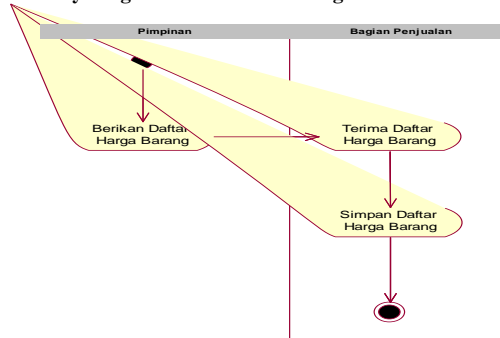 Pimpinan
Bagian Penjualan
Berikan Daftar
Harga Barang
Terima Daftar
Harga Barang
Simpan Daftar
Harga Barang